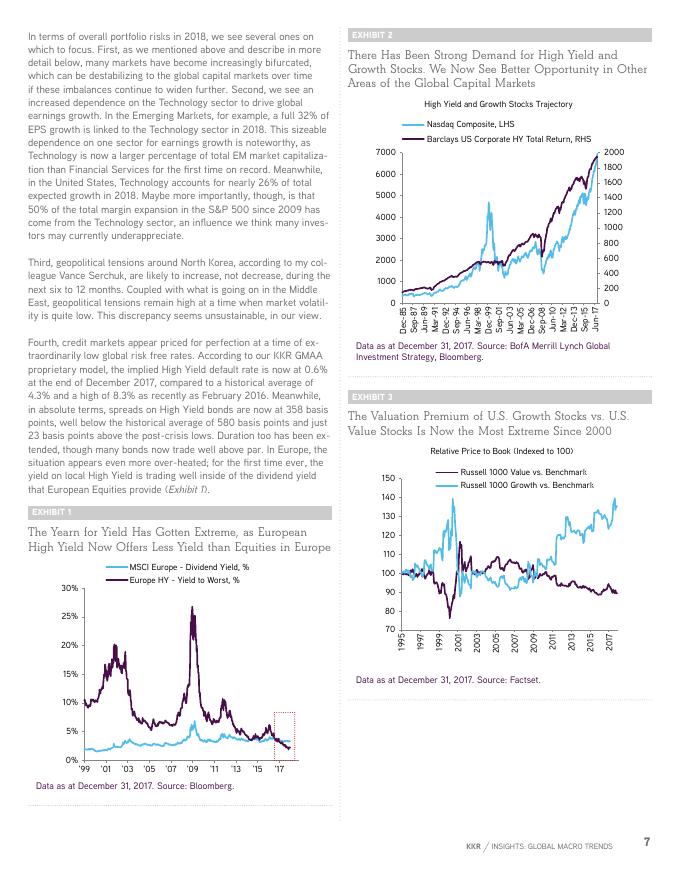 In terms of overall portfolio risks in 2018, we see several ones on
which to focus. First, as we mentioned above and describe in more
detail below, many markets have become increasingly bifurcated,
which can be destabilizing to the global capital markets over time
if these imbalances continue to widen further. Second, we see an
increased dependence on the Technology sector to drive global
earnings growth. In the Emerging Markets, for example, a full 32% of
EPS growth is linked to the Technology sector in 2018. This sizeable
dependence on one sector for earnings growth is noteworthy, as
Technology is now a larger percentage of total EM market capitaliza-
tion than Financial Services for the first time on record. Meanwhile,
in the United States, Technology accounts for nearly 26% of total
expected growth in 2018. Maybe more importantly, though, is that
50% of the total margin expansion in the S&P 500 since 2009 has
come from the Technology sector, an influence we think many inves-
tors may currently underappreciate.
Third, geopolitical tensions around North Korea, according to my col-
league Vance Serchuk, are likely to increase, not decrease, during the
next six to 12 months. Coupled with what is going on in the Middle
East, geopolitical tensions remain high at a time when market volatil-
ity is quite low. This discrepancy seems unsustainable, in our view.
Fourth, credit markets appear priced for perfection at a time of ex-
traordinarily low global risk free rates. According to our KKR GMAA
proprietary model, the implied High Yield default rate is now at 0.6%
at the end of December 2017, compared to a historical average of
4.3% and a high of 8.3% as recently as February 2016. Meanwhile,
in absolute terms, spreads on High Yield bonds are now at 358 basis
points, well below the historical average of 580 basis points and just
23 basis points above the post-crisis lows. Duration too has been ex-
tended, though many bonds now trade well above par. In Europe, the
situation appears even more over-heated; for the first time ever, the
yield on local High Yield is trading well inside of the dividend yield
that European Equities provide (Exhibit 1).
EXHIBIT 1
The Yearn for Yield Has Gotten Extreme, as European
High Yield Now Offers Less Yield than Equities in Europe
MSCI Europe - Dividend Yield, %
Europe HY - Yield to Worst, %
30%
25%
20%
15%
10%
5%
0%
'99 '01 '03 '05 '07 '09 '11 '13 '15 '17
Data as at December 31, 2017. Source: Bloomberg.
EXHIBIT 2
There Has Been Strong Demand for High Yield and
Growth Stocks. We Now See Better Opportunity in Other
Areas of the Global Capital Markets
High Yield and Growth Stocks Trajectory
Nasdaq Composite, LHS
Barclays US Corporate HY Total Return, RHS
7000 2000
6000 1800
5000 1600
4000 1400
3000 1200
2000 1000
1000 800
0 600
400
200
0
Dec-85 Sep-87 Jun-89 Mar-91 Dec-92 Sep-94 Jun-96 Mar-98 Dec-99 Sep-01 Jun-03 Mar-05 Dec-06 Sep-08 Jun-10 Mar-12 Dec-13 Sep-15 Jun-17
Data as at December 31, 2017. Source: BofA Merrill Lynch Global
Investment Strategy, Bloomberg.
EXHIBIT 3
The Valuation Premium of U.S. Growth Stocks vs. U.S.
Value Stocks Is Now the Most Extreme Since 2000
Relative Price to Book (Indexed to 100)
Russell 1000 Value vs. Benchmark
Russell 1000 Growth vs. Benchmark
150
140
130
120
110
100
90
80
70
1995 1997 1999 2001 2003 2005 2007 2009 2011 2013 2015 2017
Data as at December 31, 2017. Source: Factset.
KKR / INSIGHTS: GLOBAL MACRO TRENDS 7